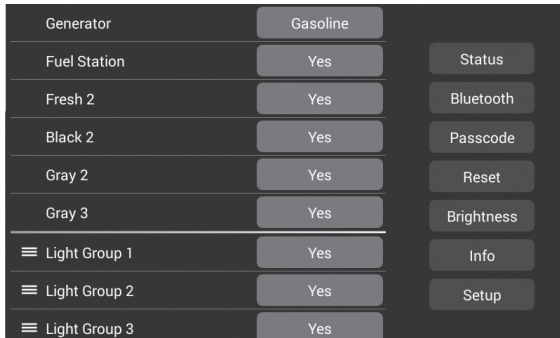 Generator Gasoline
Fuel Station Yes
Fresh 2 Yes
Black 2 Yes
Gray 2 Yes
Gray 3 Yes
Light Group 1 Yes
Light Group 2 Yes
Light Group 3 Yes
Status
Bluetooth
Passcode
Reset
Brightness
Info
Setup